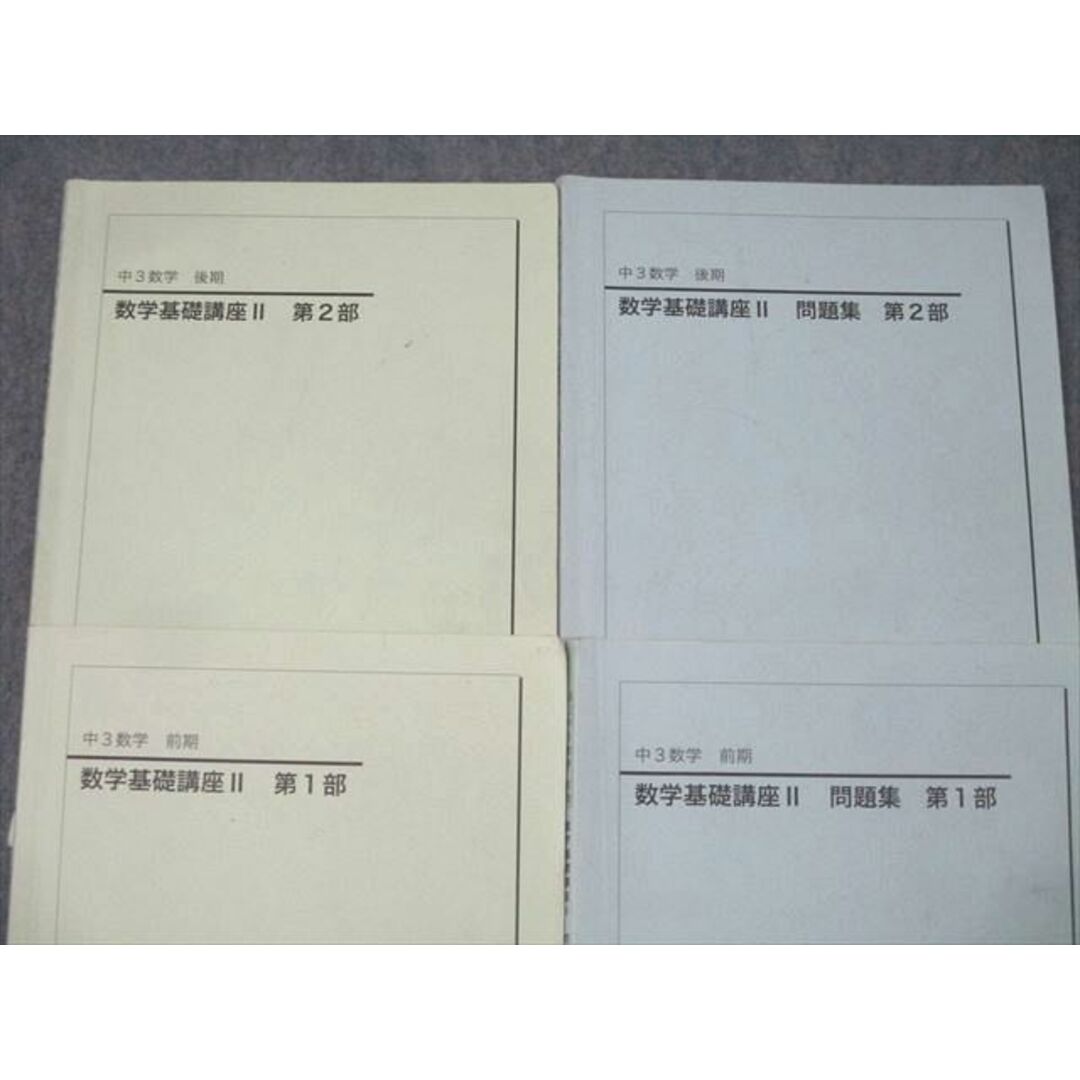 中3数学 後期
数学基礎講座Ⅱ 第2部
中3数学 後期
数学基礎講座Ⅱ 問題集 第2部
中3数学 前期
数学基礎講座Ⅱ 第1部
中3数学 前期
数学基礎講座Ⅱ 問題集 第1部